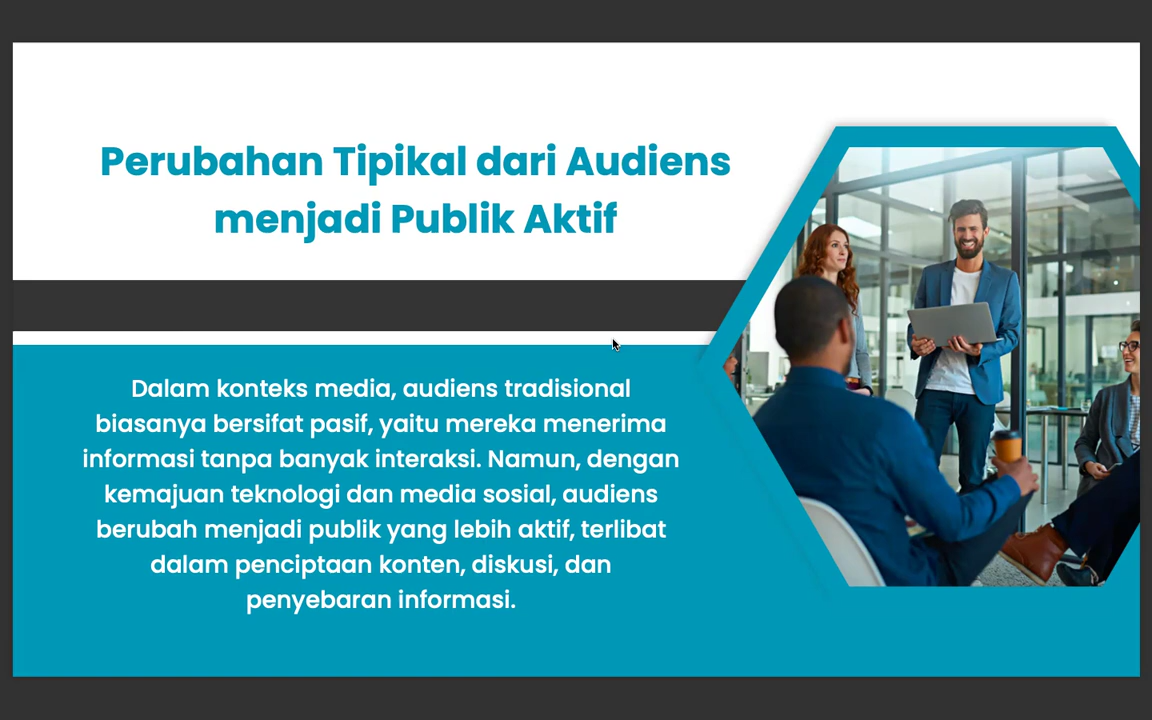 Perubahan Tipikal dari Audiens
menjadi Publik Aktif
Dalam konteks media, audiens tradisional
biasanya bersifat pasif, yaitu mereka menerima
informasi tanpa banyak interaksi. Namun, dengan
kemajuan teknologi dan media sosial, audiens
berubah menjadi publik yang lebih aktif, terlibat
dalam penciptaan konten, diskusi, dan
penyebaran informasi.